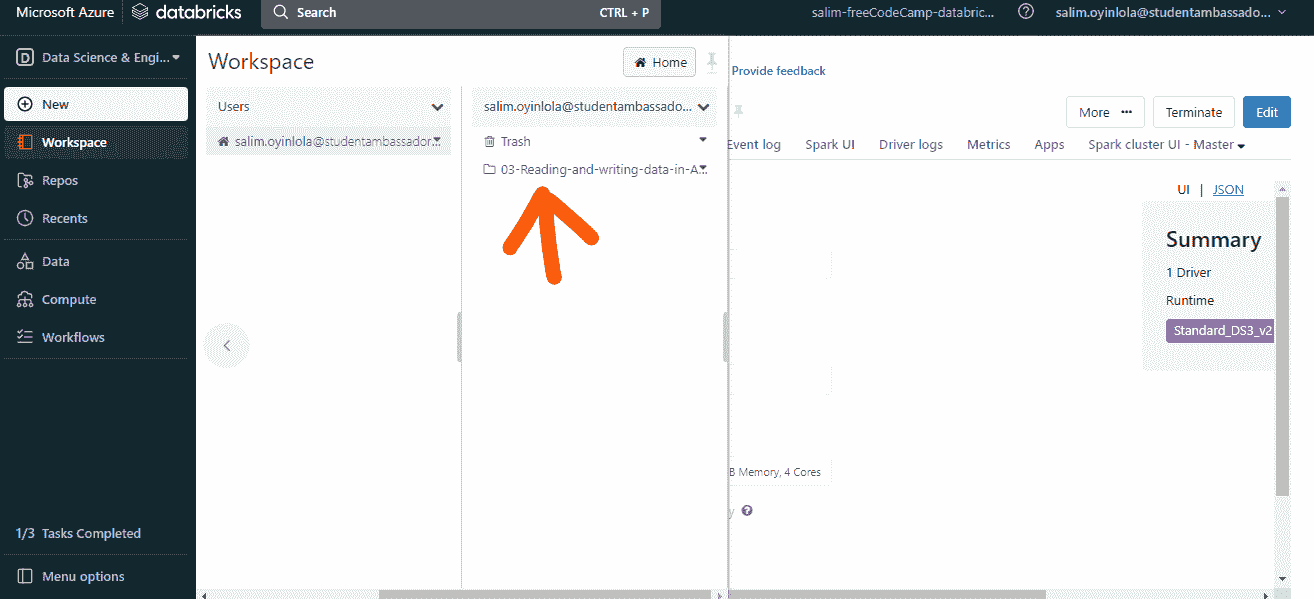 Microsoft Azure databricks Search CTRL + P salim-freeCodeCamp-databric... salim.oyinlola@studentambassado...
Data Science & Engi...
New
Workspace
Repos
Recents
Data
Compute
Workflows
1/3 Tasks Completed
Menu options
Workspace
Home
Users
salim.oyinlola@studentambassador...
salim.oyinlola@studentambassado...
Trash
03-Reading-and-writing-data-in-A...
Provide feedback
More ··· Terminate Edit
Event log Spark UI Driver logs Metrics Apps Spark cluster UI - Master
UI | JSON
Summary
1 Driver
Runtime
Standard_DS3_v2
B Memory, 4 Cores
y